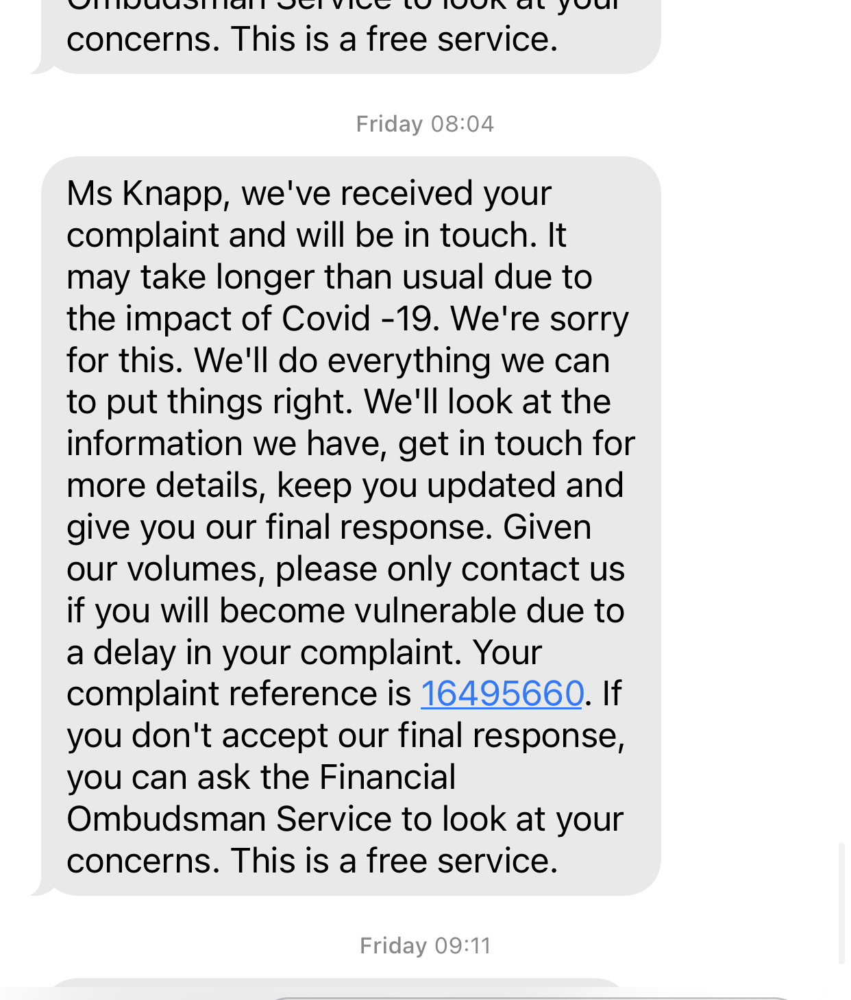 Ombudsman Service to look at your
concerns. This is a free service.
Friday 08:04
Ms Knapp, we've received your
complaint and will be in touch. It
may take longer than usual due to
the impact of Covid -19. We're sorry
for this. We'll do everything we can
to put things right. We'll look at the
information we have, get in touch for
more details, keep you updated and
give you our final response. Given
our volumes, please only contact us
if you will become vulnerable due to
a delay in your complaint. Your
complaint reference is 16495660. If
you don't accept our final response,
you can ask the Financial
Ombudsman Service to look at your
concerns. This is a free service.
Friday 09:11